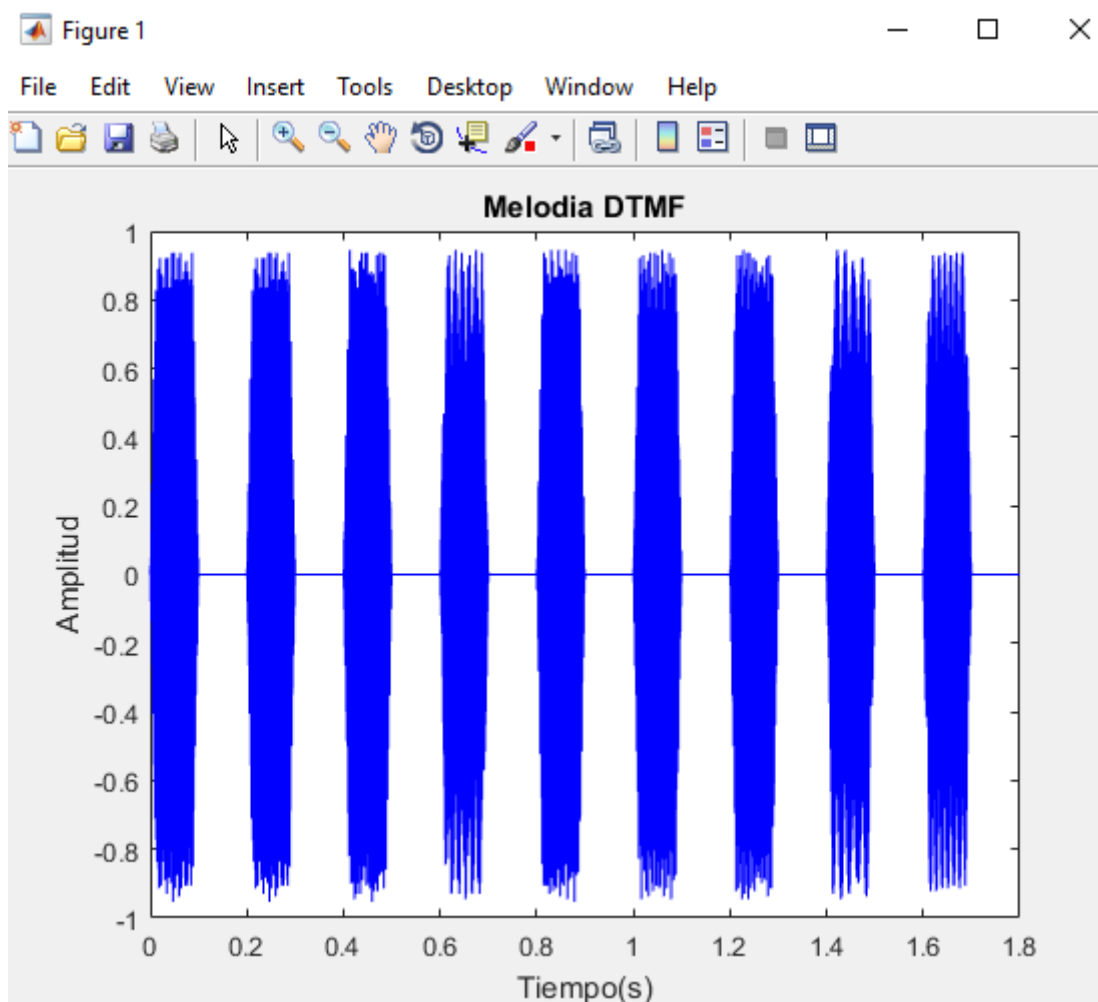 Figure 1
File Edit View Insert Tools Desktop Window Help
Melodia DTMF
1
0.8
0.6
0.4
0.2
0
-0.2
-0.4
-0.6
-0.8
-1
Amplitud
0 0.2 0.4 0.6 0.8 1 1.2 1.4 1.6 1.8
Tiempo(s)